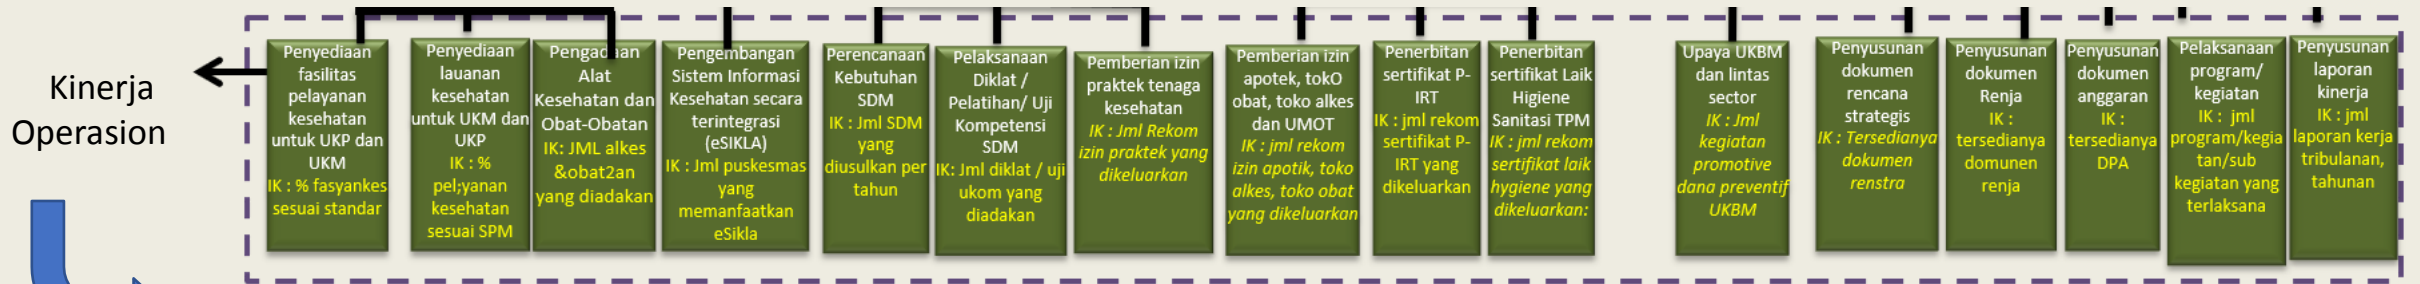 Kinerja
Operasion
Penyediaan
fasilitas
pelayanan
kesehatan
untuk UKP dan
UKM
IK : % fasyankes
sesuai standar
Penyediaan
lauanan
kesehatan
untuk UKM dan
UKP
IK : %
pel;yanan
kesehatan
sesuai SPM
Pengadaan
Alat
Kesehatan dan
Obat-Obatan
IK: JML alkes
&obat2an
yang diadakan
Pengembangan
Sistem Informasi
Kesehatan secara
terintegrasi
(eSIKLA)
IK : Jml puskesmas
yang
memanfaatkan
eSikla
Perencanaan
Kebutuhan
SDM
IK : Jml SDM
yang
diusulkan per
tahun
Pelaksanaan
Diklat /
Pelatihan/ Uji
Kompetensi
SDM
IK: Jml diklat / uji
ukom yang
diadakan
Pemberian izin
praktek tenaga
kesehatan
IK : Jml Rekom
izin praktek yang
dikeluarkan
Pemberian izin
apotek, tokO
obat, toko alkes
dan UMOT
IK : jml rekom
izin apotik, toko
alkes, toko obat
yang dikeluarkan
Penerbitan
sertifikat P-
IRT
IK : jml rekom
sertifikat P-
IRT yang
dikeluarkan
Penerbitan
sertifikat Laik
Higiene
Sanitasi TPM
IK : jml rekom
sertifikat laik
hygiene yang
dikeluarkan:
Upaya UKBM
dan lintas
sector
IK : Jml
kegiatan
promotive
dana preventif
UKBM
Penyusunan
dokumen
rencana
strategis
IK : Tersedianya
dokumen
renstra
Penyusunan
dokumen
Renja
IK :
tersedianya
domunen
renja
Penyusunan
dokumen
anggaran
IK :
tersedianya
DPA
Pelaksanaan
program/
kegiatan
IK : jml
program/kegia
tan/sub
kegiatan yang
terlaksana
Penyusunan
laporan
kinerja
IK : jml
laporan kerja
tribulanan,
tahunan